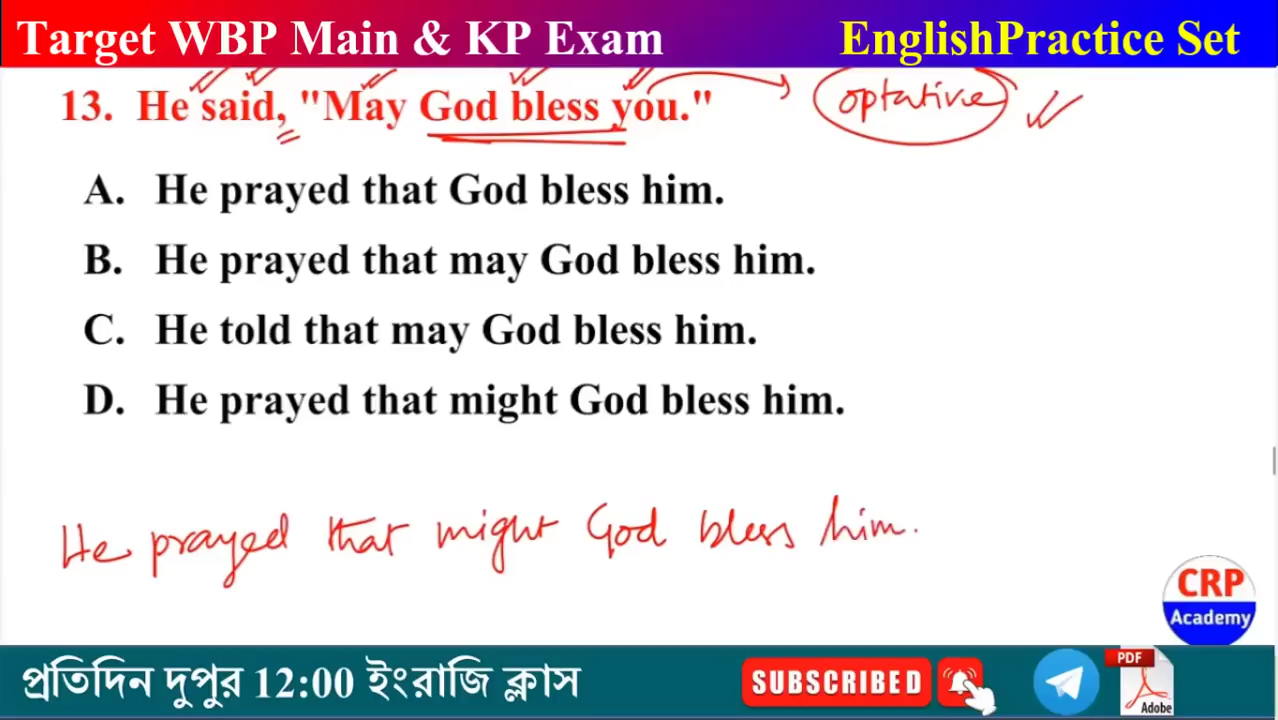 Target WBP Main & KP Exam EnglishPractice Set
13. He said, "May God bless you." optative
A. He prayed that God bless him.
B. He prayed that may God bless him.
C. He told that may God bless him.
D. He prayed that might God bless him.
He prayed that might God bless him.
CRP
Academy
প্রতিদিন দুপুর 12:00 ইংরাজি ক্লাস SUBSCRIBED PDF
Adobe